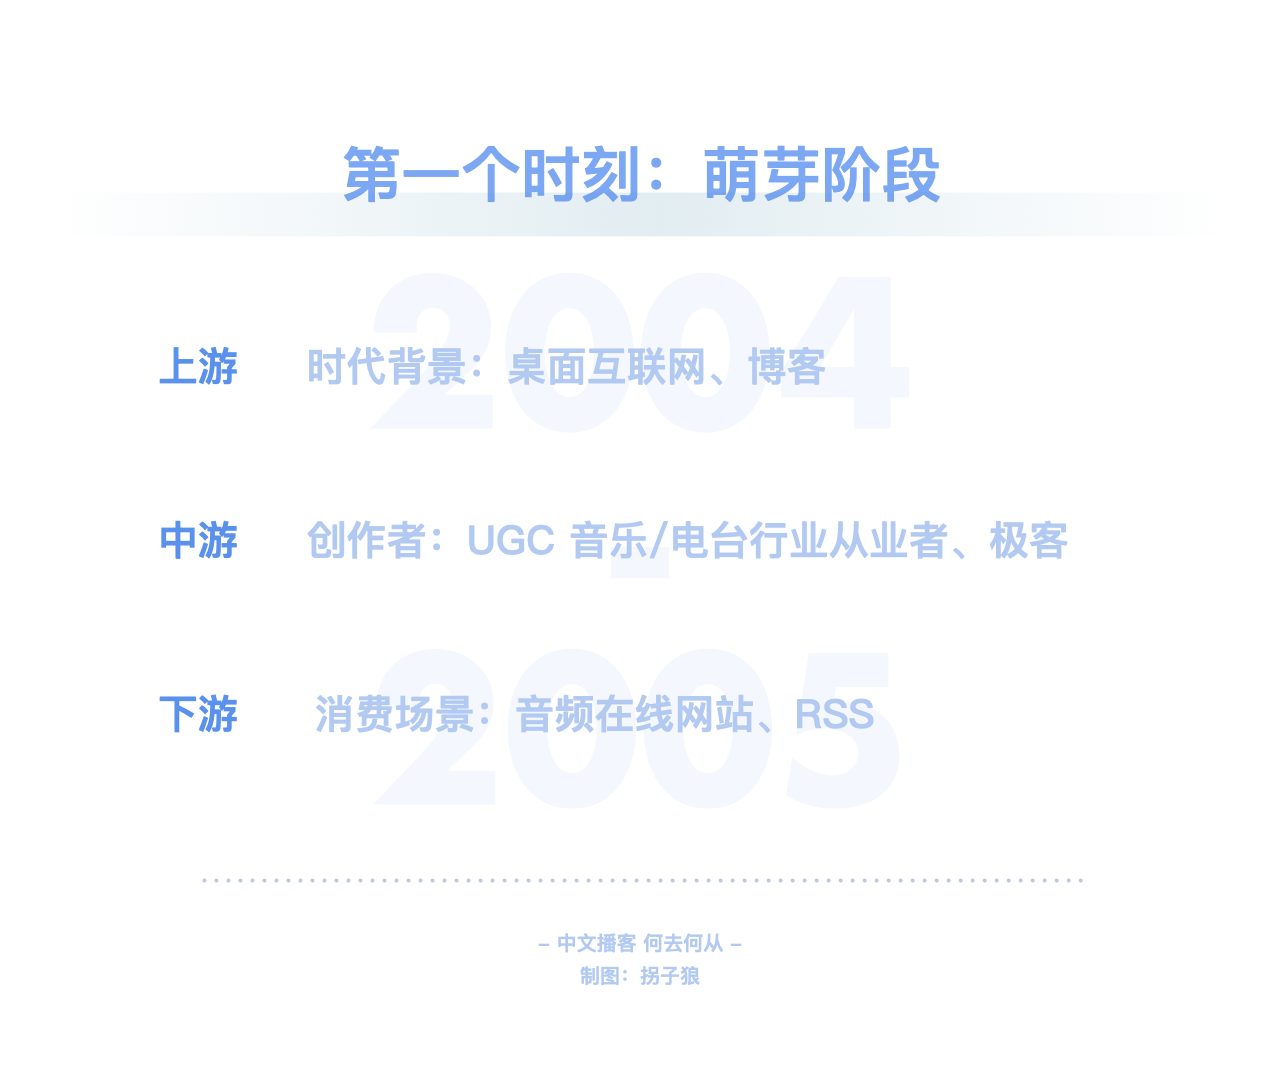 第一个时刻：萌芽阶段
2004
上游 时代背景：桌面互联网、博客
中游 创作者：UGC 音乐/电台行业从业者、极客
-
2005
下游 消费场景：音频在线网站、RSS
– 中文播客 何去何从 –
制图：拐子狼